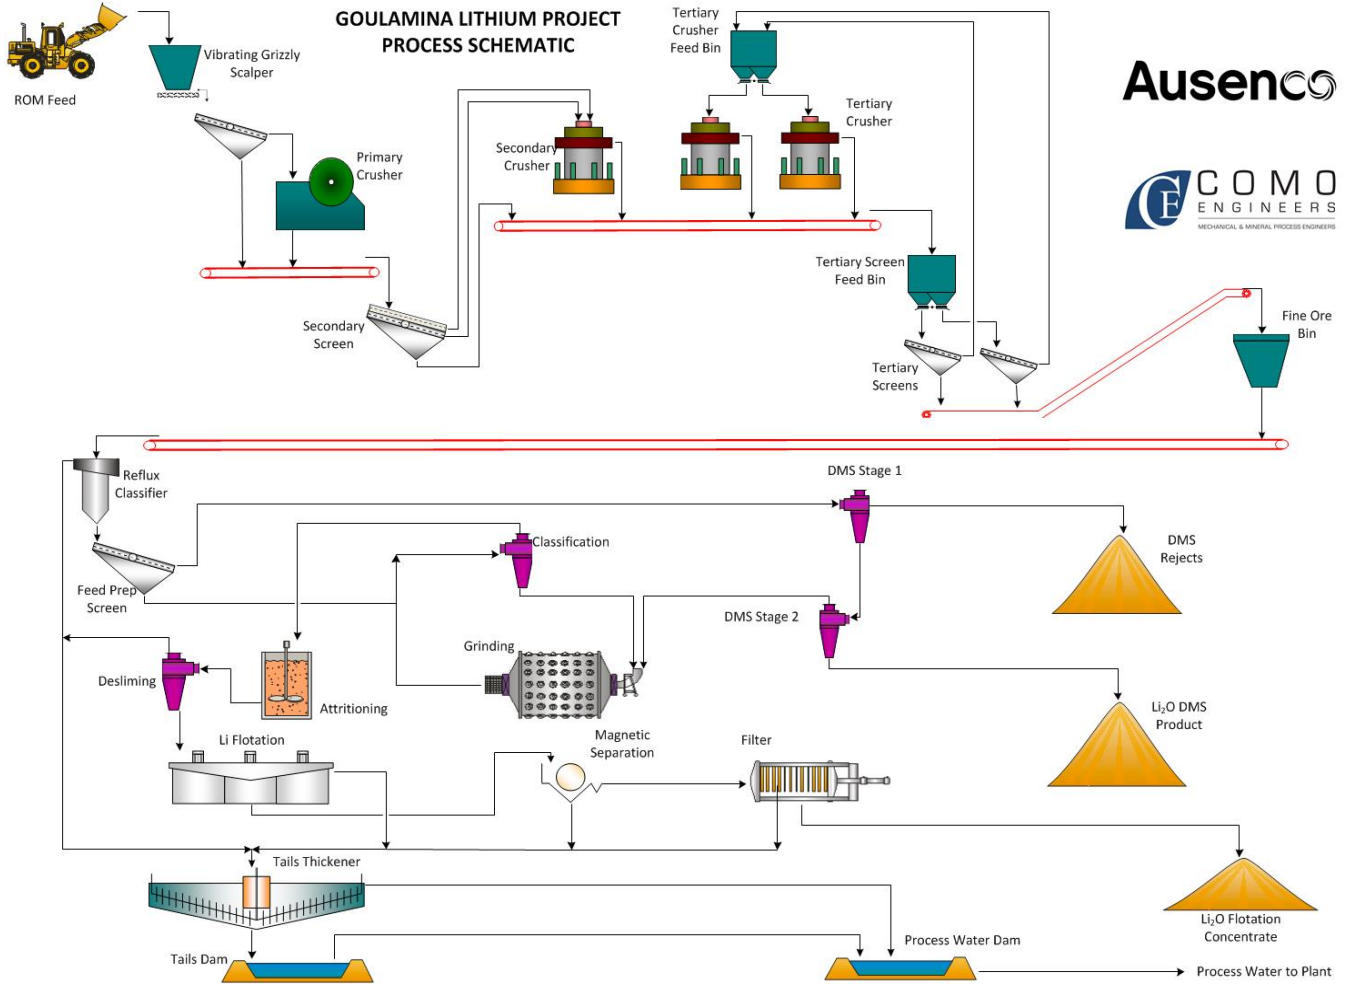 GOULAMINA LITHIUM PROJECT
PROCESS SCHEMATIC
ROM Feed
Vibrating Grizzly
Scalper
Primary
Crusher
Secondary
Screen
Secondary
Crusher
Tertiary
Crusher
Feed Bin
Tertiary
Crusher
Tertiary Screen
Feed Bin
Tertiary
Screens
Fine Ore
Bin
Ausenco
CE
COMO
ENGINEERS
MECHANICAL & MINERAL PROCESS ENGINEERS
Reflux
Classifier
Feed Prep
Screen
Classification
DMS Stage 1
DMS
Rejects
DMS Stage 2
Grinding
Desliming
Attritioning
Li₂O DMS
Product
Li Flotation
Magnetic
Separation
Filter
Tails Thickener
Li₂O Flotation
Concentrate
Tails Dam
Process Water Dam
Process Water to Plant